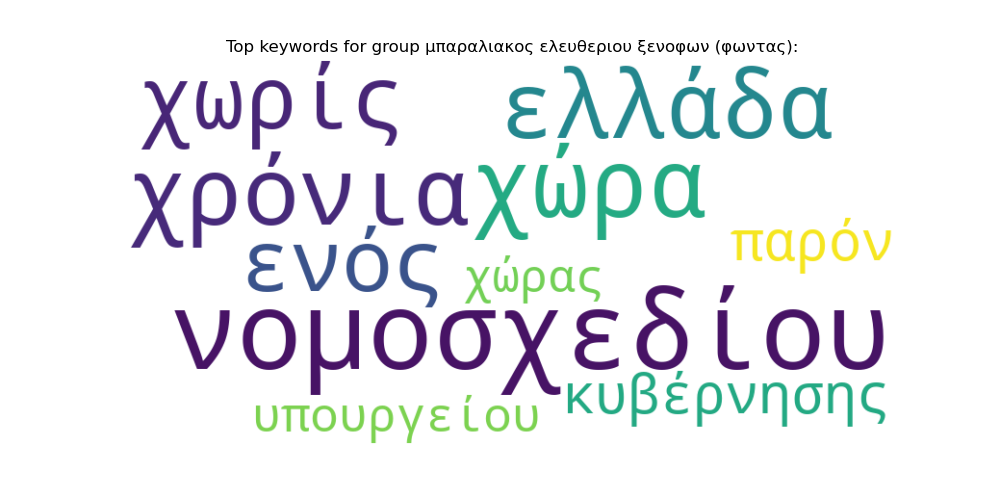 Top keywords for group μπαραλιακος ελευθεριου ξενοφων (φωντας):
χωρίς ελλάδα
χρόνια χώρα
παρόν
ενός χώρας
νομοσχεδίου
κυβέρνησης
υπουργείου